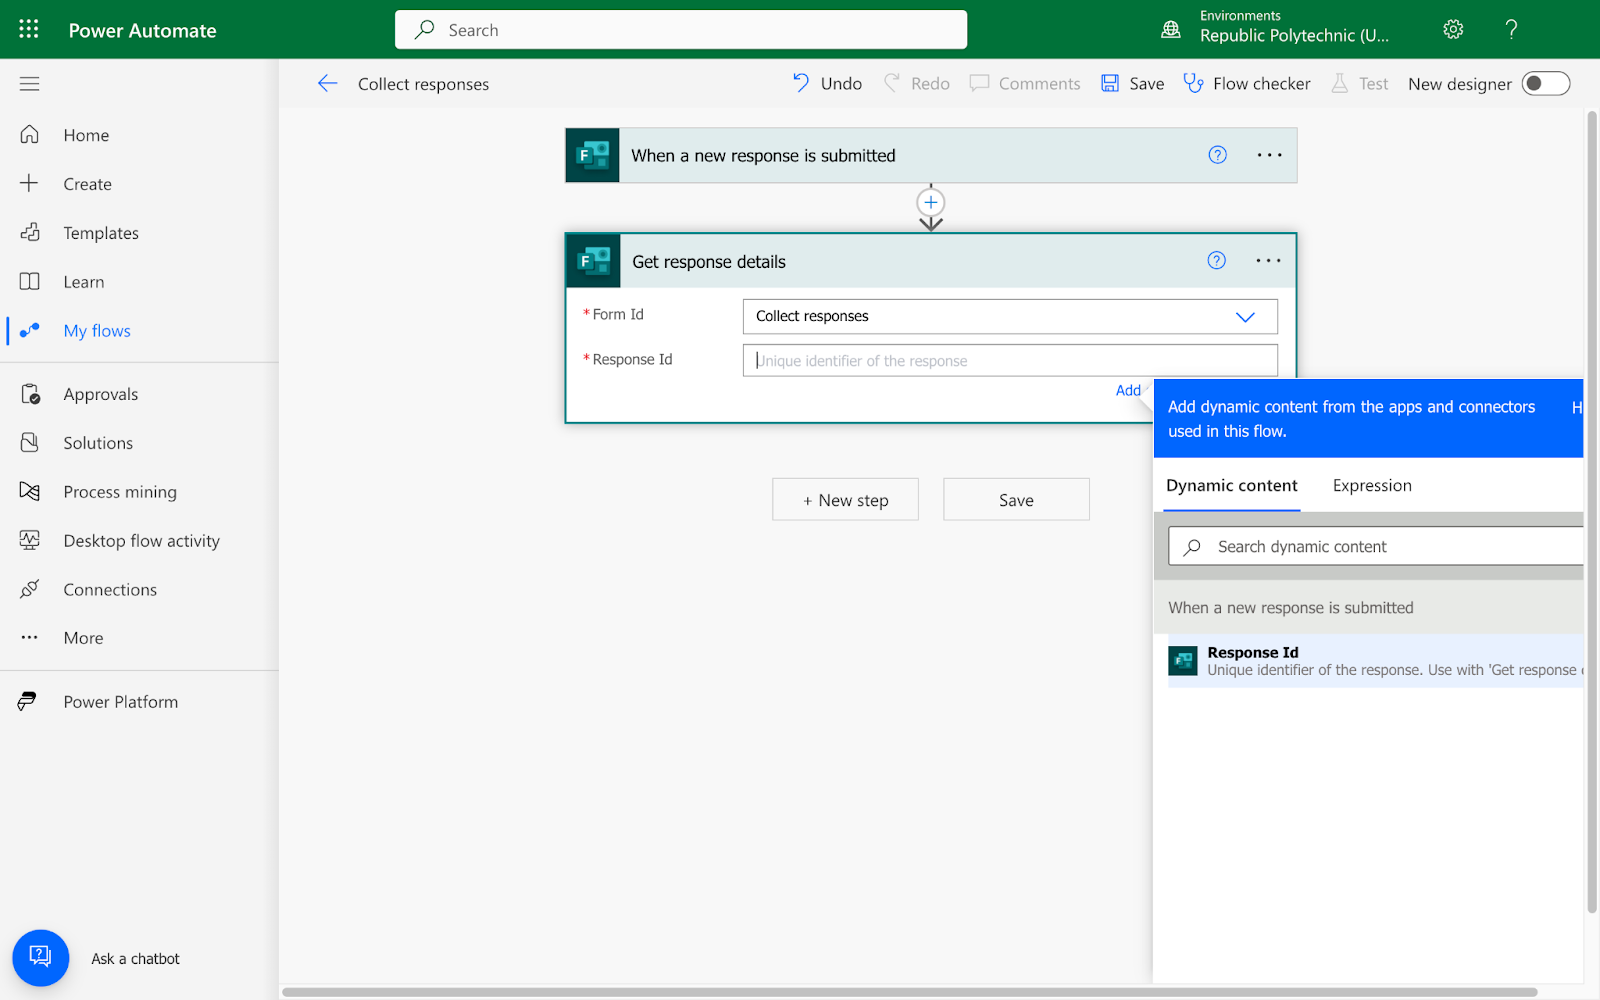 Power Automate
Search
Environments
Republic Polytechnic (U...
?
Collect responses
Undo
Redo
Comments
Save
Flow checker
Test
New designer
Home
Create
Templates
Learn
My flows
Approvals
Solutions
Process mining
Desktop flow activity
Connections
More
Power Platform
Ask a chatbot
F
When a new response is submitted
?
F
Get response details
?
*Form Id
Collect responses
*Response Id
Unique identifier of the response
Add
+ New step
Save
Add dynamic content from the apps and connectors
used in this flow.
H
Dynamic content
Expression
Search dynamic content
When a new response is submitted
F
Response Id
Unique identifier of the response. Use with 'Get response